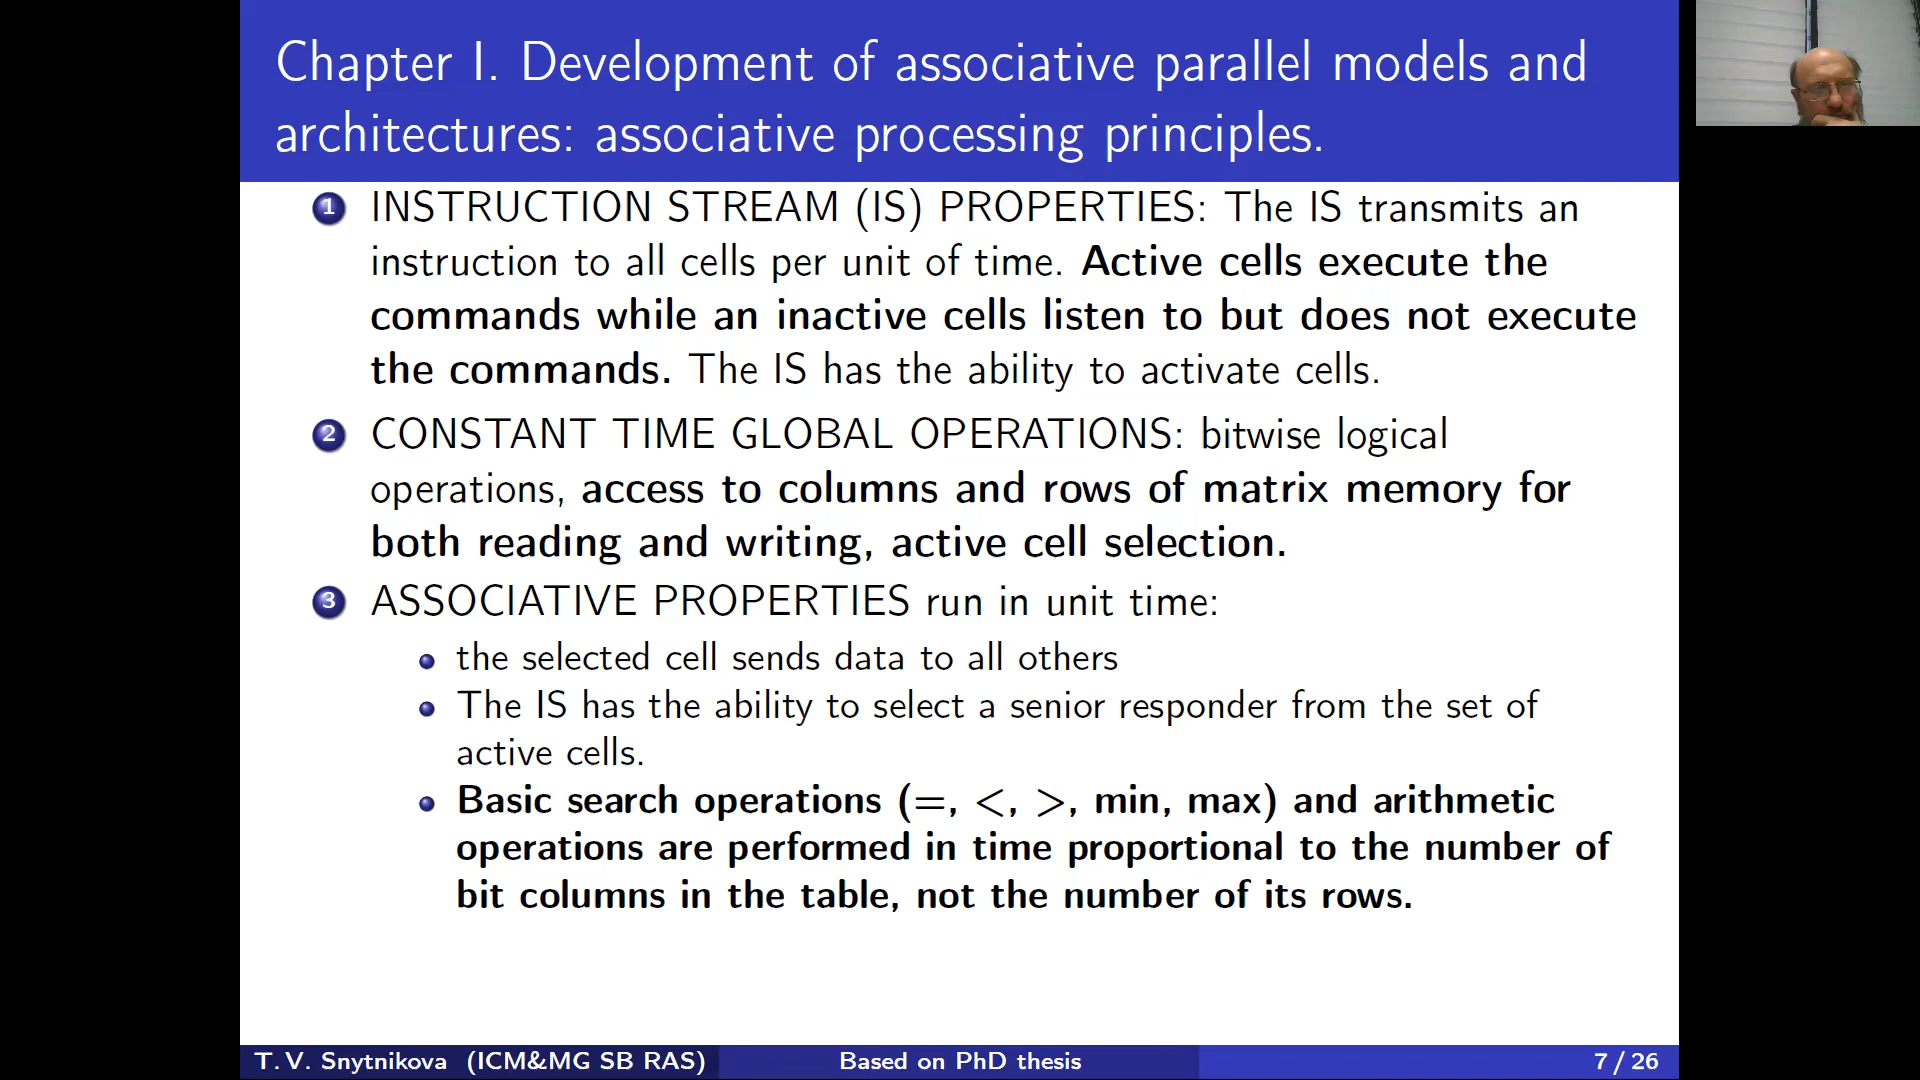 Chapter I. Development of associative parallel models and
architectures: associative processing principles.
1 INSTRUCTION STREAM (IS) PROPERTIES: The IS transmits an
instruction to all cells per unit of time. Active cells execute the
commands while an inactive cells listen to but does not execute
the commands. The IS has the ability to activate cells.
2 CONSTANT TIME GLOBAL OPERATIONS: bitwise logical
operations, access to columns and rows of matrix memory for
both reading and writing, active cell selection.
3 ASSOCIATIVE PROPERTIES run in unit time:
the selected cell sends data to all others
The IS has the ability to select a senior responder from the set of
active cells.
Basic search operations (=, <, >, min, max) and arithmetic
operations are performed in time proportional to the number of
bit columns in the table, not the number of its rows.
T. V. Snytnikova (ICM&MG SB RAS) Based on PhD thesis 7 / 26